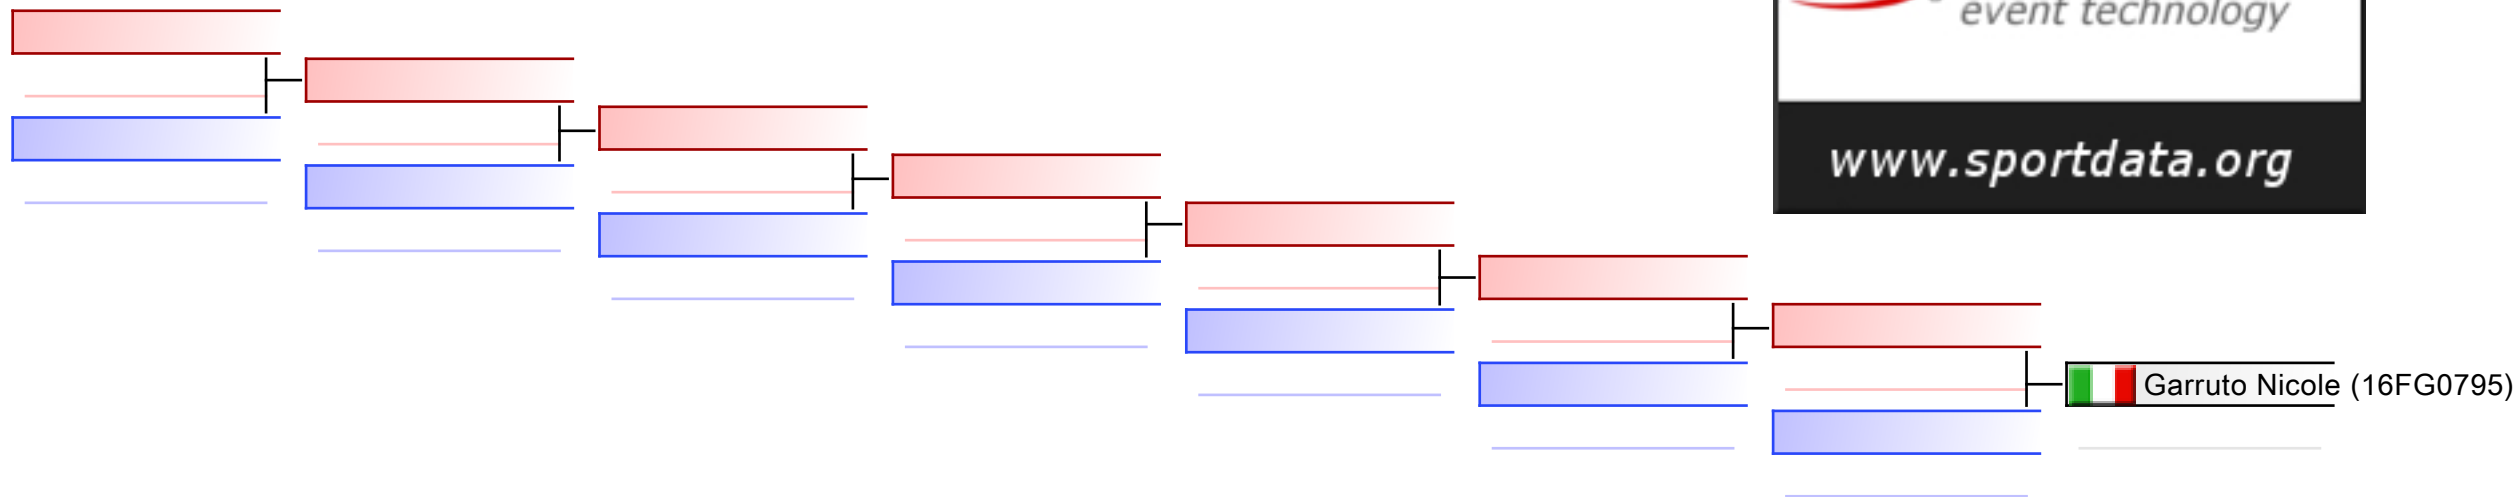 event technology
www.sportdata.org
Garruto Nicole (16FG0795)